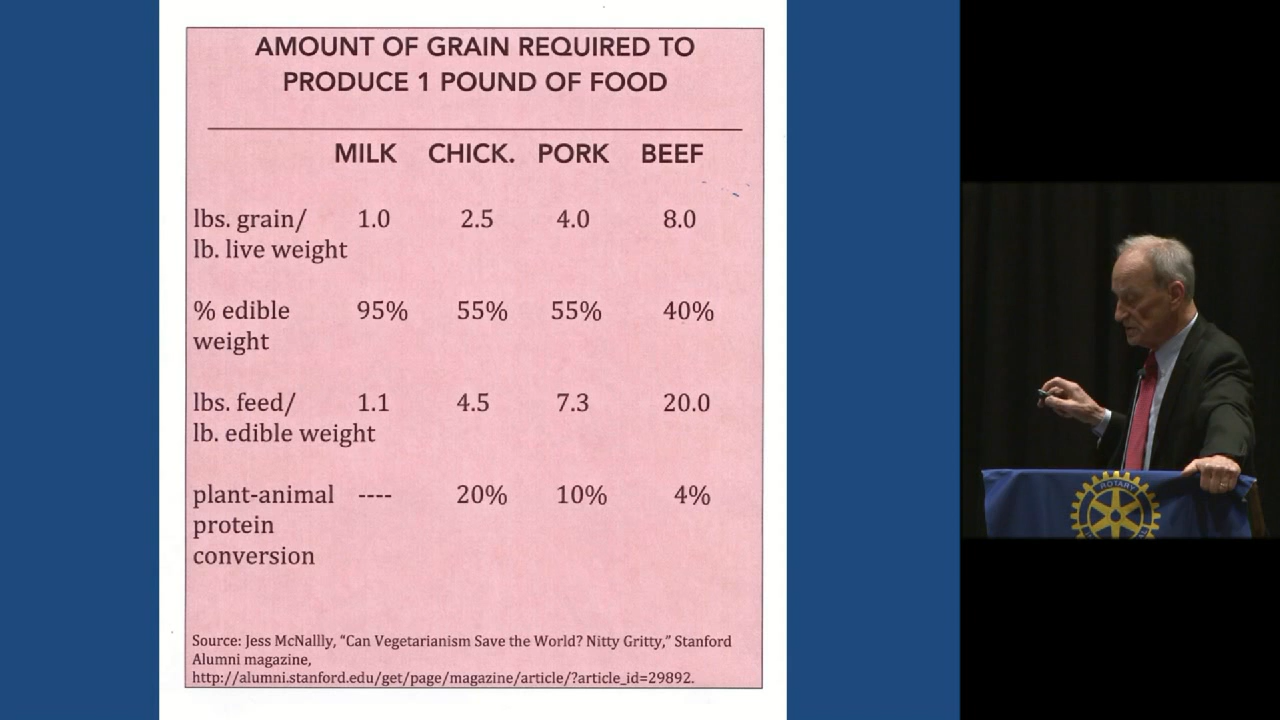 AMOUNT OF GRAIN REQUIRED TO
PRODUCE 1 POUND OF FOOD
MILK CHICK. PORK BEEF
lbs. grain/ 1.0 2.5 4.0 8.0
lb. live weight
% edible 95% 55% 55% 40%
weight
lbs. feed/ 1.1 4.5 7.3 20.0
lb. edible weight
plant-animal ---- 20% 10% 4%
protein
conversion
Source: Jess McNallly, “Can Vegetarianism Save the World? Nitty Gritty,” Stanford
Alumni magazine,
http://alumni.stanford.edu/get/page/magazine/article/?article_id=29892.
ROTARY